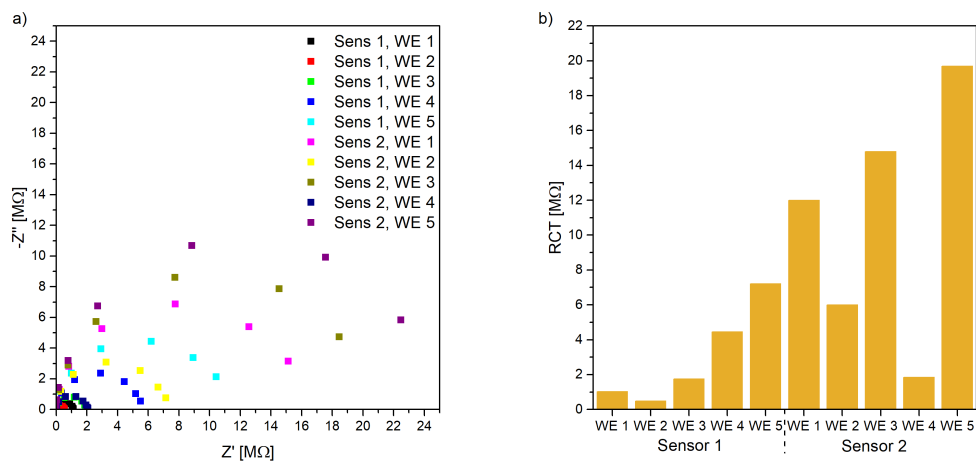 a)
-Z'' [MΩ]
24
22
20
18
16
14
12
10
8
6
4
2
0
0 2 4 6 8 10 12 14 16 18 20 22 24
Z' [MΩ]
Sens 1, WE 1
Sens 1, WE 2
Sens 1, WE 3
Sens 1, WE 4
Sens 1, WE 5
Sens 2, WE 1
Sens 2, WE 2
Sens 2, WE 3
Sens 2, WE 4
Sens 2, WE 5
b)
RCT [MΩ]
22
20
18
16
14
12
10
8
6
4
2
0
WE 1 WE 2 WE 3 WE 4 WE 5 WE 1 WE 2 WE 3 WE 4 WE 5
Sensor 1 Sensor 2